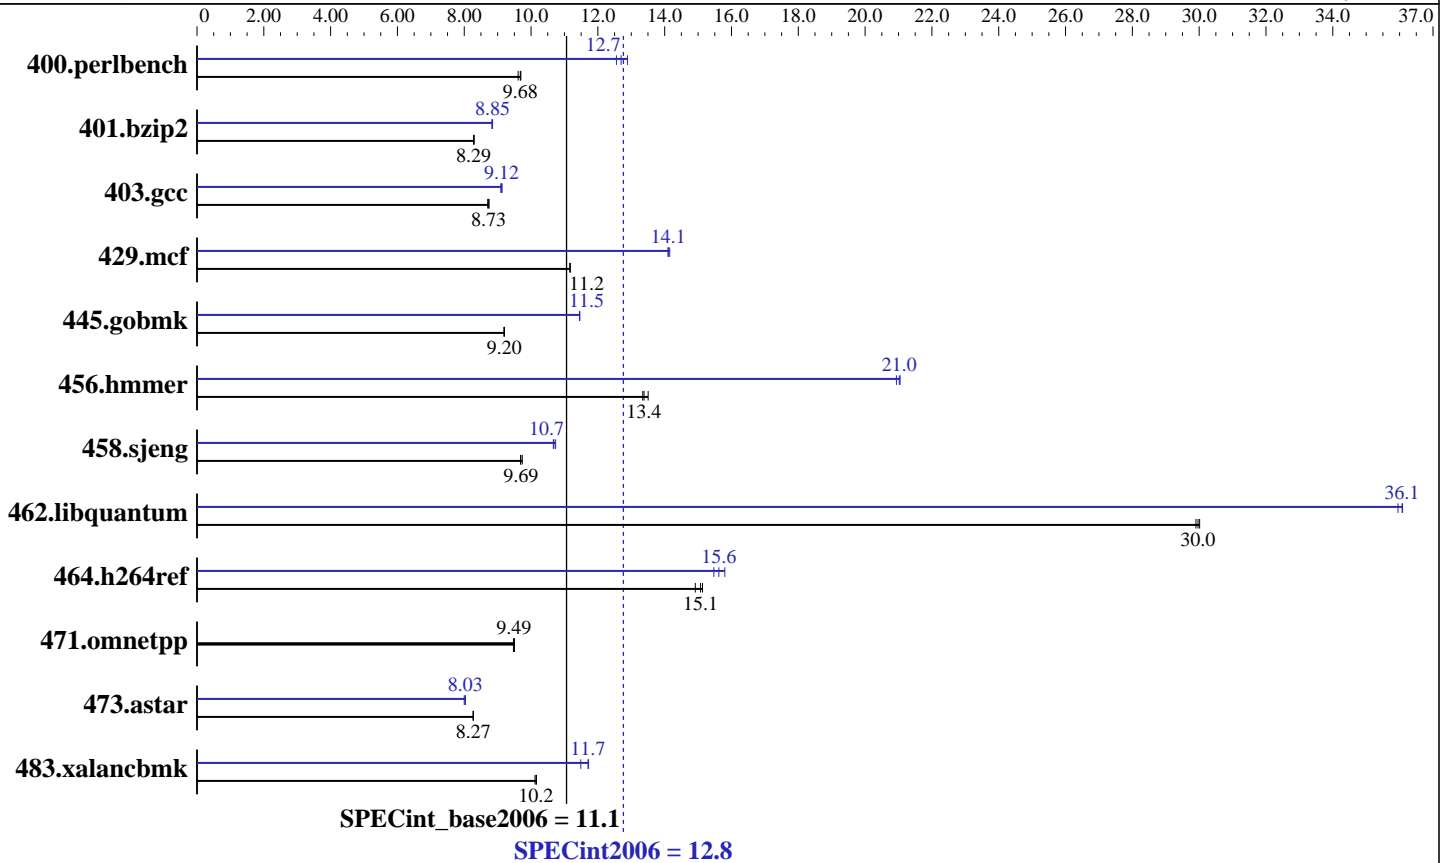 0 2.00 4.00 6.00 8.00 10.0 12.0 14.0 16.0 18.0 20.0 22.0 24.0 26.0 28.0 30.0 32.0 34.0 37.0
12.7
400.perlbench
9.68
8.85
401.bzip2
8.29
9.12
403.gcc
8.73
14.1
429.mcf
11.2
11.5
445.gobmk
9.20
21.0
456.hmmer
13.4
10.7
458.sjeng
9.69
36.1
462.libquantum
30.0
15.6
464.h264ref
15.1
9.49
471.omnetpp
8.03
473.astar
8.27
11.7
483.xalancbmk
10.2
SPECint_base2006 = 11.1
SPECint2006 = 12.8